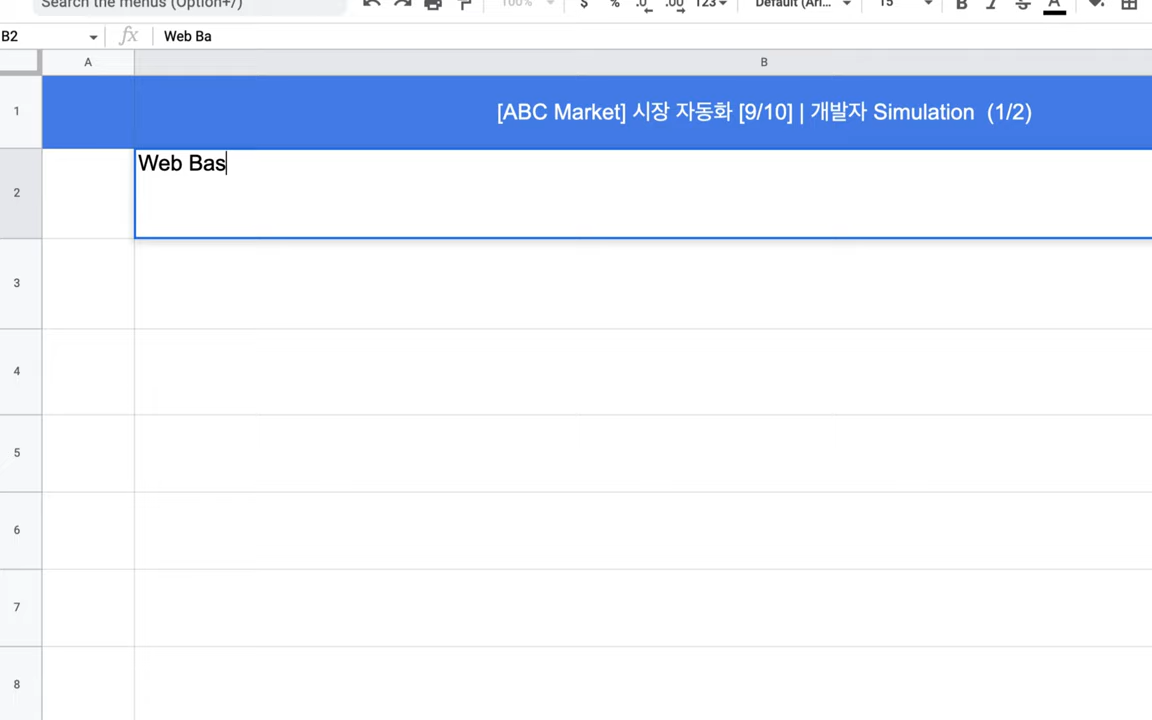 Search the menus (Option+/)
100%
$ % .0 .00 123
Default (Ari...
15
B I S A
B2
fx
Web Ba
A
B
1
[ABC Market] 시장 자동화 [9/10] | 개발자 Simulation (1/2)
2
Web Bas
3
4
5
6
7
8